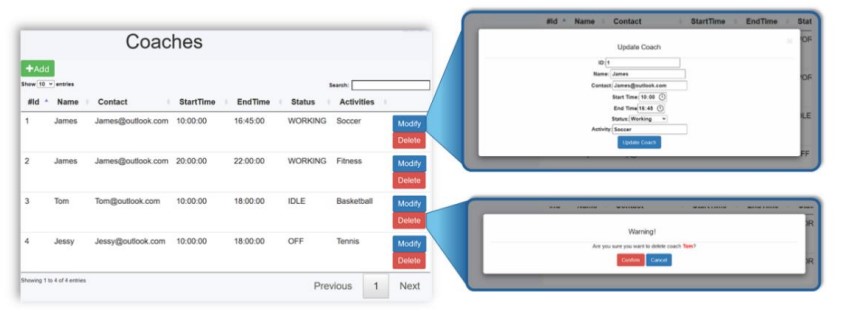 Coaches
+Add
Show 10 entries
Search:
#Id Name Contact StartTime EndTime Status Activities
1 James James@outlook.com 10:00:00 16:45:00 WORKING Soccer Modify
Delete
2 James James@outlook.com 20:00:00 22:00:00 WORKING Fitness Modify
Delete
3 Tom Tom@outlook.com 10:00:00 18:00:00 IDLE Basketball Modify
Delete
4 Jessy Jessy@outlook.com 10:00:00 18:00:00 OFF Tennis Modify
Delete
Showing 1 to 4 of 4 entries
Previous 1 Next
#Id Name Contact StartTime EndTime Stat
Update Coach
ID: 1
Name: James
Contact: James@outlook.com
Start Time: 10:00
End Time: 16:45
Status: Working
Activity: Soccer
Update Coach
Warning!
Are you sure you want to delete coach Tom?
Confirm Cancel